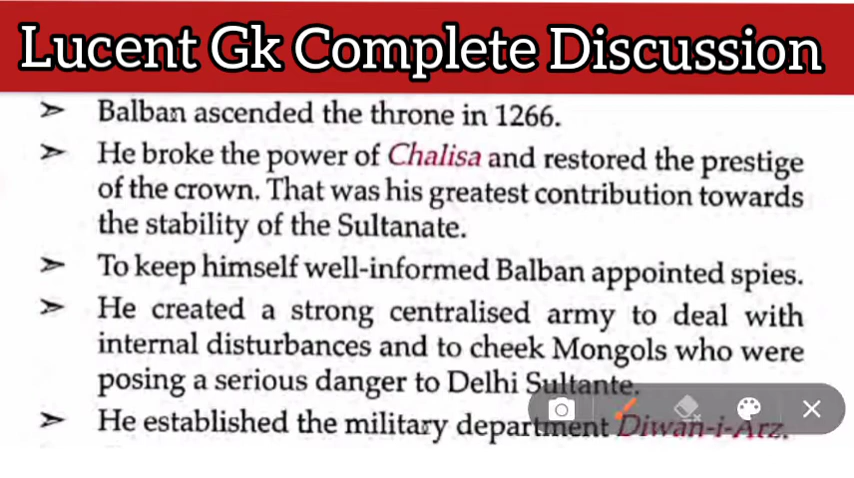 Lucent Gk Complete Discussion
➢ Balban ascended the throne in 1266.
➢ He broke the power of Chalisa and restored the prestige
of the crown. That was his greatest contribution towards
the stability of the Sultanate.
➢ To keep himself well-informed Balban appointed spies.
➢ He created a strong centralised army to deal with
internal disturbances and to cheek Mongols who were
posing a serious danger to Delhi Sultante.
➢ He established the military department Diwan-i-Arz.